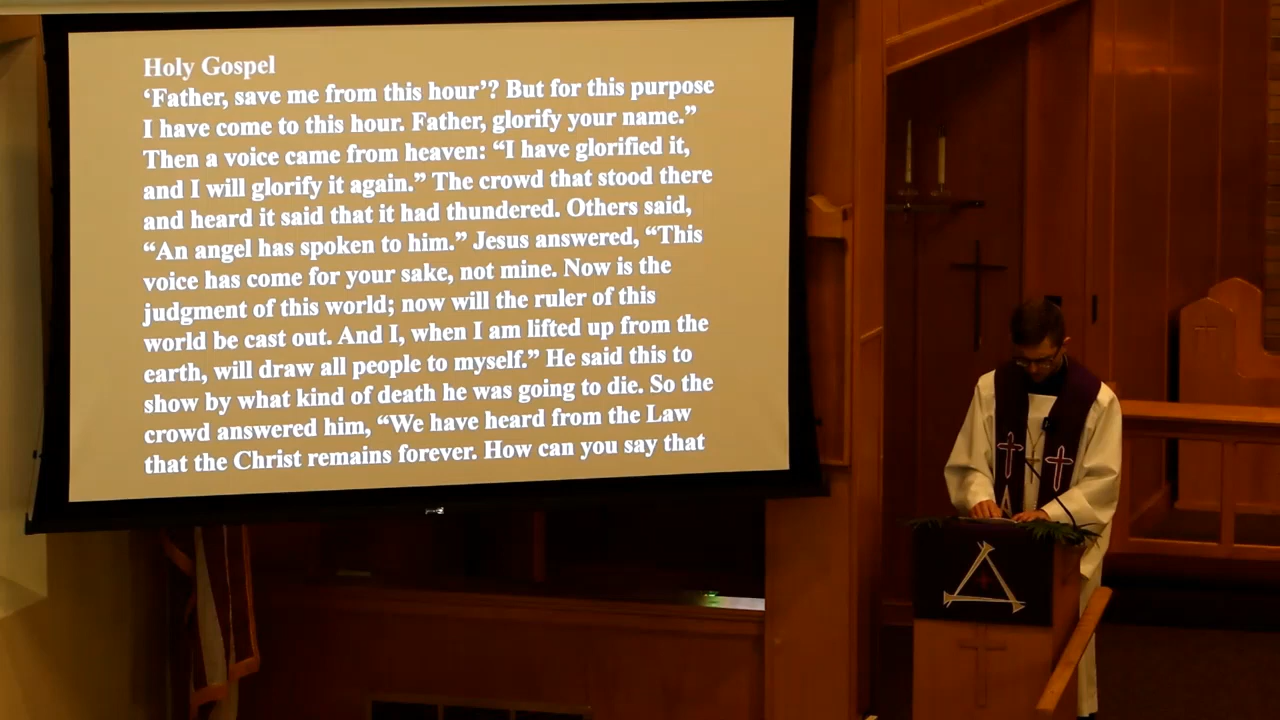 Holy Gospel
‘Father, save me from this hour’? But for this purpose
I have come to this hour. Father, glorify your name.”
Then a voice came from heaven: “I have glorified it,
and I will glorify it again.” The crowd that stood there
and heard it said that it had thundered. Others said,
“An angel has spoken to him.” Jesus answered, “This
voice has come for your sake, not mine. Now is the
judgment of this world; now will the ruler of this
world be cast out. And I, when I am lifted up from the
earth, will draw all people to myself.” He said this to
show by what kind of death he was going to die. So the
crowd answered him, “We have heard from the Law
that the Christ remains forever. How can you say that